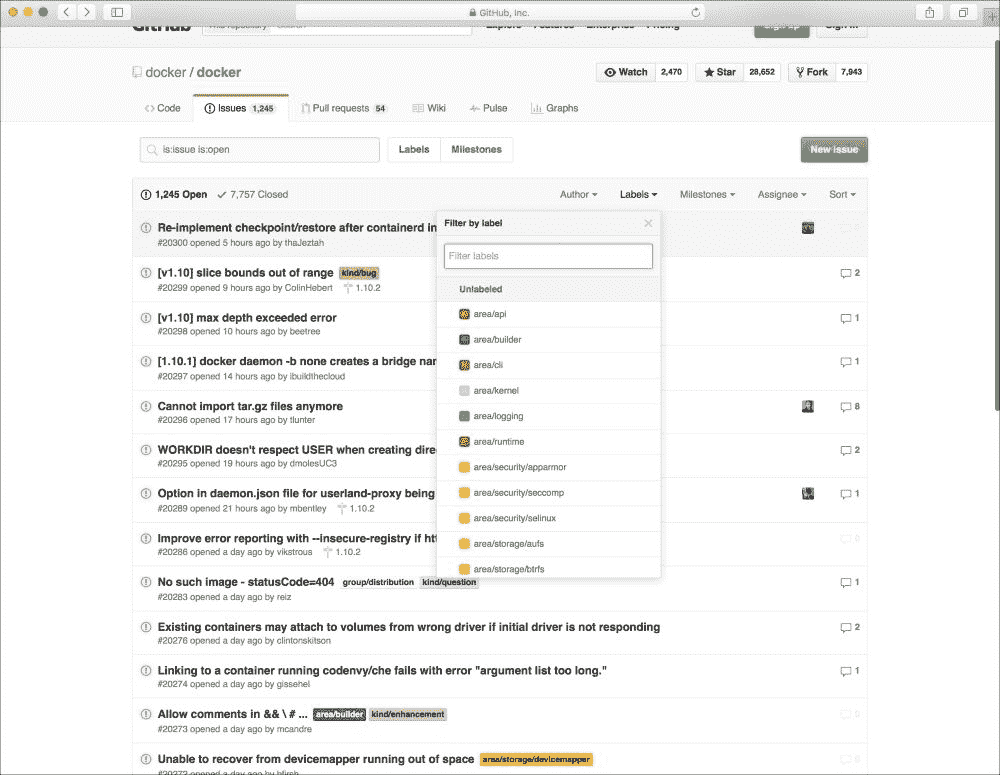 GitHub, Inc.
GitHub This repository Search Explore Features Enterprise Pricing Sign up Sign in
docker / docker
Watch 2,470 Star 28,652 Fork 7,943
Code Issues 1,245 Pull requests 54 Wiki Pulse Graphs
is:issue is:open Labels Milestones New issue
1,245 Open 7,757 Closed Author Labels Milestones Assignee Sort
Re-implement checkpoint/restore after containerd in
#20300 opened 5 hours ago by thaJeztah
[v1.10] slice bounds out of range kind/bug 2
#20299 opened 9 hours ago by ColinHebert 1.10.2
[v1.10] max depth exceeded error 1
#20298 opened 10 hours ago by beetree
[1.10.1] docker daemon -b none creates a bridge nan 1
#20297 opened 14 hours ago by ibuildthecloud
Cannot import tar.gz files anymore 8
#20296 opened 17 hours ago by tlunter
WORKDIR doesn't respect USER when creating dire 2
#20295 opened 19 hours ago by dmolesUC3
Option in daemon.json file for userland-proxy being 1
#20289 opened 21 hours ago by mbentley 1.10.2
Improve error reporting with --insecure-registry if htt 0
#20286 opened a day ago by vikstrous 1.10.2
No such image - statusCode=404 group/distribution kind/question 1
#20283 opened a day ago by reiz
Existing containers may attach to volumes from wrong driver if initial driver is not responding 2
#20276 opened a day ago by clintonskitson
Linking to a container running codenvy/che fails with error "argument list too long." 1
#20274 opened a day ago by gissehel
Allow comments in && \ # ... area/builder kind/enhancement 0
#20273 opened a day ago by mcandre
Unable to recover from devicemapper running out of space area/storage/devicemapper 0
Filter by label
Filter labels
Unlabeled
area/api
area/builder
area/cli
area/kernel
area/logging
area/runtime
area/security/apparmor
area/security/seccomp
area/security/selinux
area/storage/aufs
area/storage/btrfs